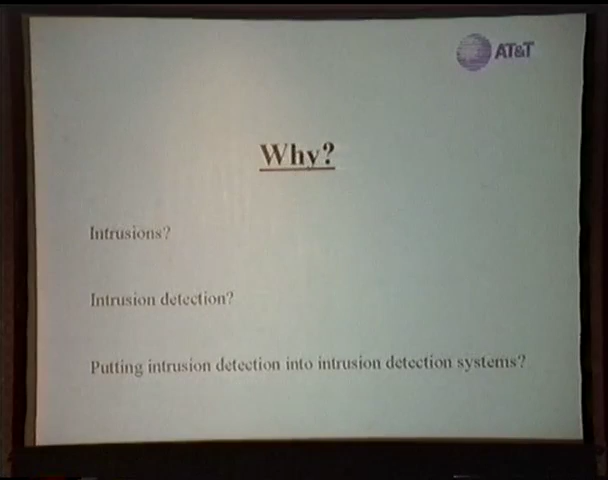 AT&T
Why?
Intrusions?
Intrusion detection?
Putting intrusion detection into intrusion detection systems?